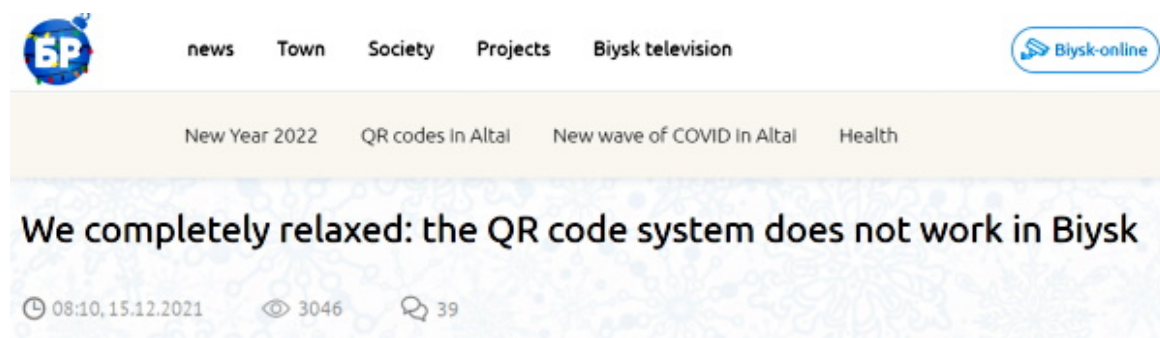 БР
news Town Society Projects Biysk television
Biysk-online
New Year 2022 QR codes in Altai New wave of COVID in Altai Health
We completely relaxed: the QR code system does not work in Biysk
08:10, 15.12.2021 3046 39